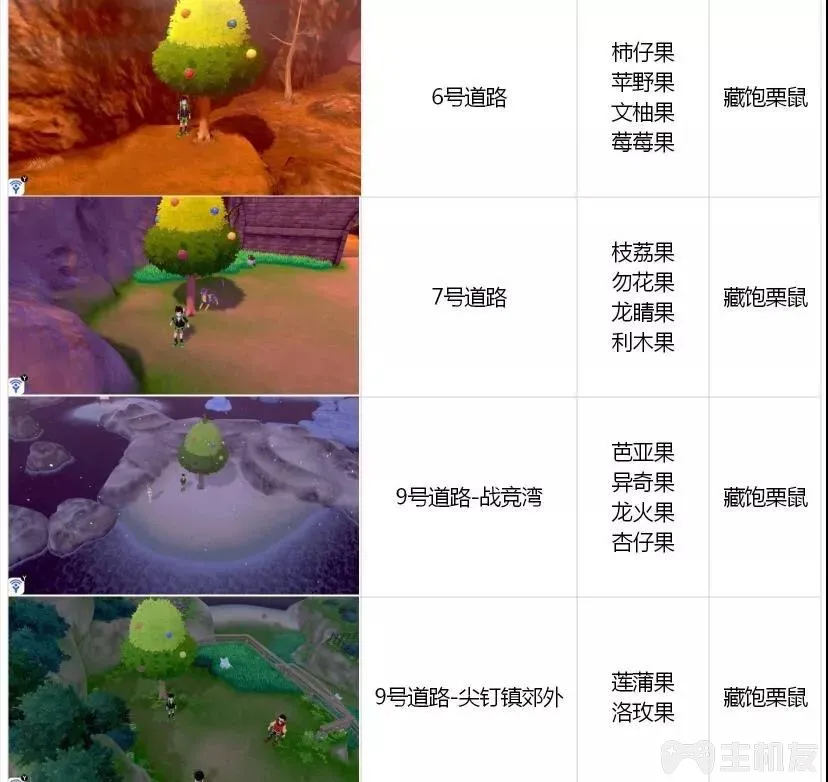 6号道路
柿仔果
苹野果
文柚果
莓莓果
藏饱栗鼠
7号道路
枝荔果
勿花果
龙睛果
利木果
藏饱栗鼠
9号道路-战竞湾
芭亚果
异奇果
龙火果
杏仔果
藏饱栗鼠
9号道路-尖钉镇郊外
莲蒲果
洛玫果
藏饱栗鼠
主机友